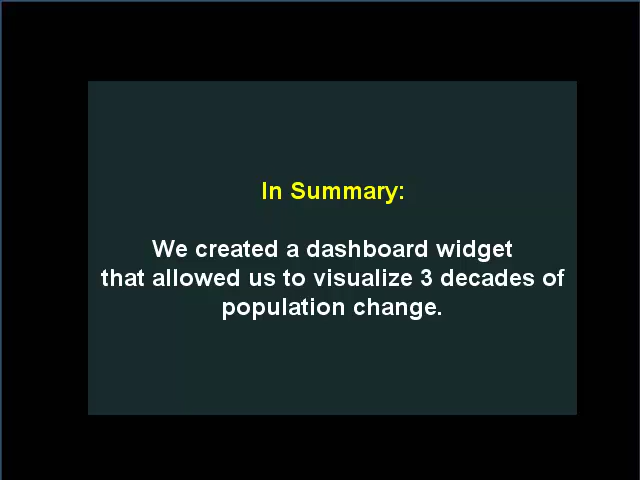 In Summary:
We created a dashboard widget
that allowed us to visualize 3 decades of
population change.